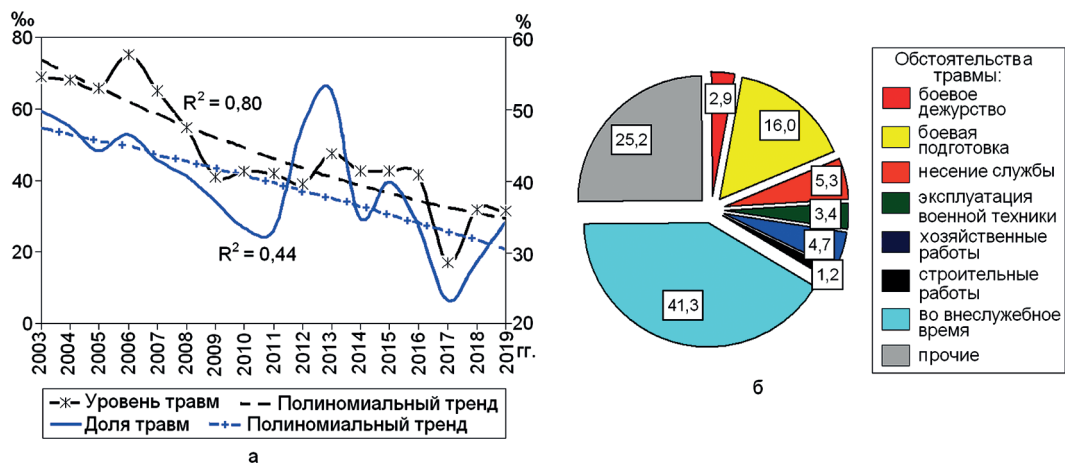 ‰
%
80
60
40
20
0
60
50
40
30
20
R² = 0,80
R² = 0,44
2003
2004
2005
2006
2007
2008
2009
2010
2011
2012
2013
2014
2015
2016
2017
2018
2019
гг.
Уровень травм
Полиномиальный тренд
Доля травм
Полиномиальный тренд
а
2,9
16,0
5,3
3,4
4,7
1,2
41,3
25,2
б
Обстоятельства
травмы:
боевое
дежурство
боевая
подготовка
несение службы
эксплуатация
военной техники
хозяйственные
работы
строительные
работы
во внеслужебное
время
прочие